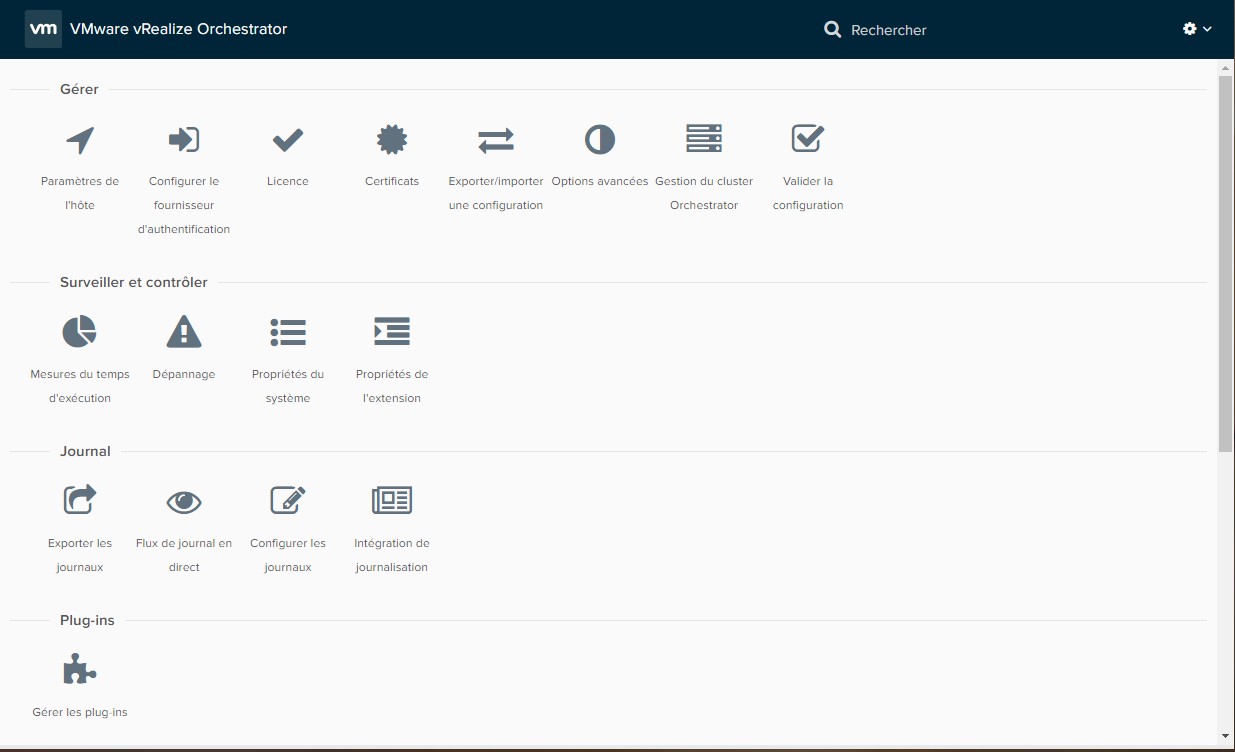 vm VMware vRealize Orchestrator Rechercher
Gérer
Paramètres de
l'hôte
Configurer le
fournisseur
d'authentification
Licence
Certificats
Exporter/importer
une configuration
Options avancées
Gestion du cluster
Orchestrator
Valider la
configuration
Surveiller et contrôler
Mesures du temps
d'exécution
Dépannage
Propriétés du
système
Propriétés de
l'extension
Journal
Exporter les
journaux
Flux de journal en
direct
Configurer les
journaux
Intégration de
journalisation
Plug-ins
Gérer les plug-ins